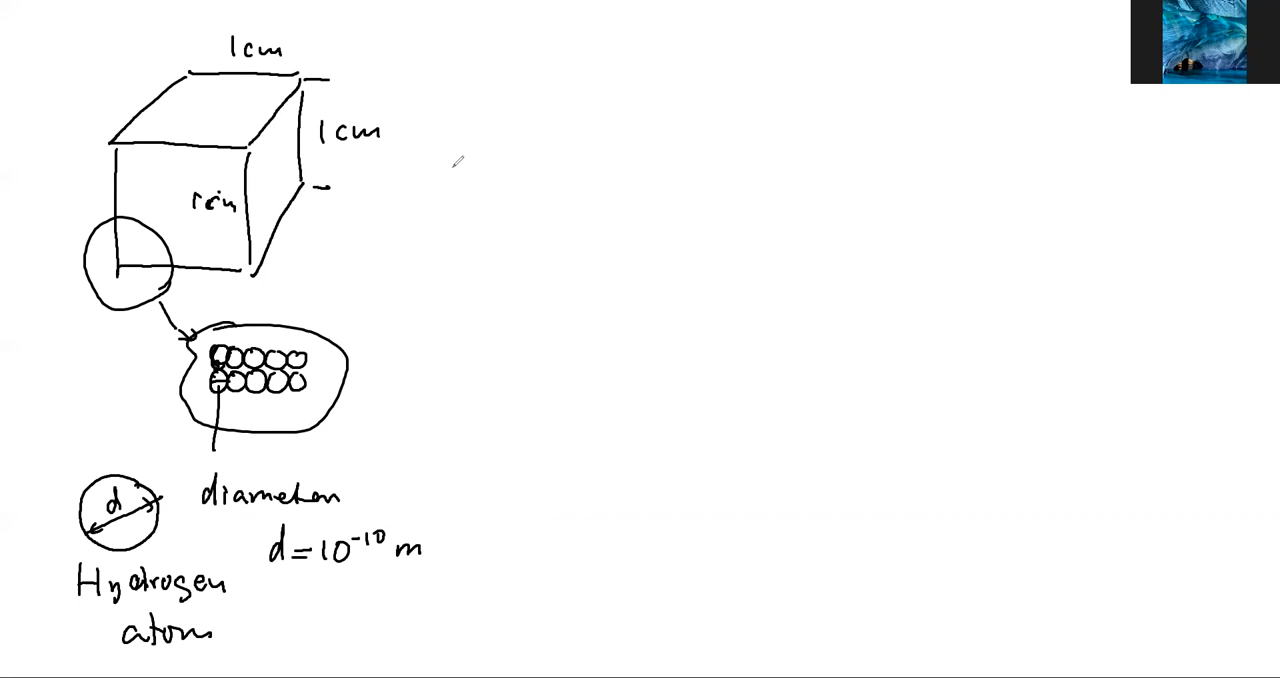 1cm
1cm
1cm
d
diameter
d = 10⁻¹⁰ m
Hydrogen
atom